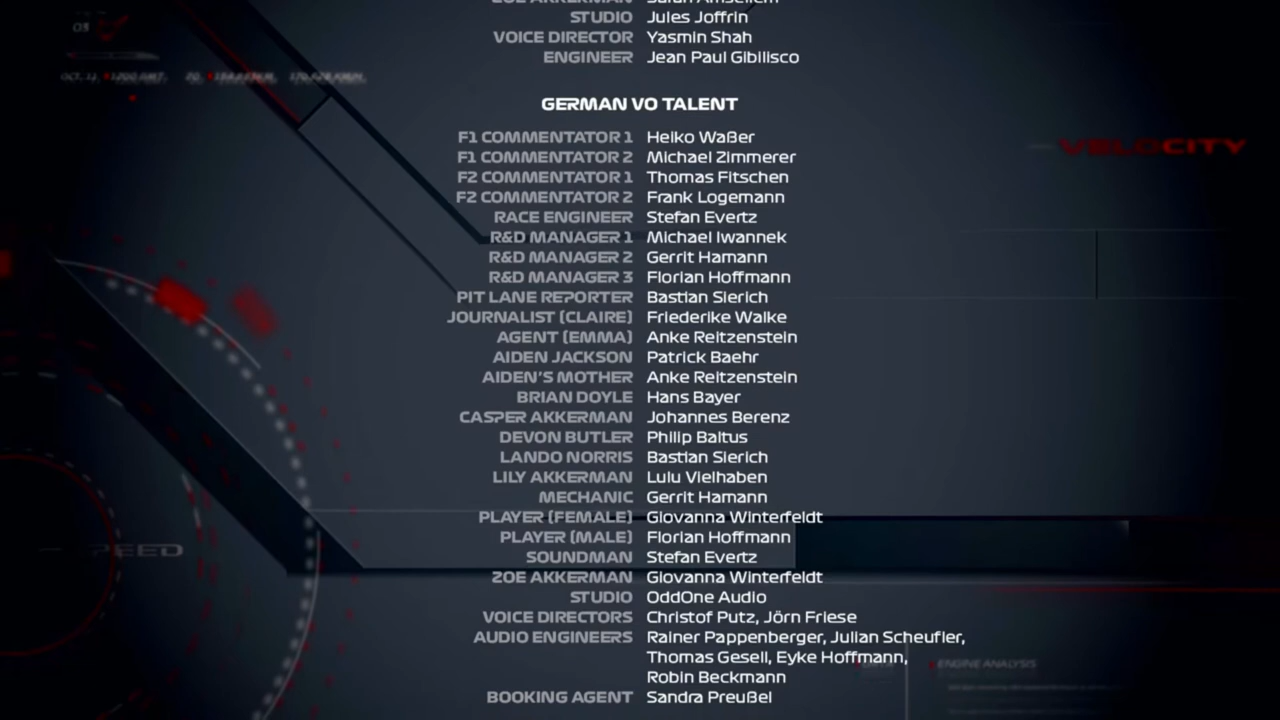 STUDIO Jules Joffrin
VOICE DIRECTOR Yasmin Shah
ENGINEER Jean Paul Gibilisco
GERMAN VO TALENT
F1 COMMENTATOR 1 Heiko Waßer
F1 COMMENTATOR 2 Michael Zimmerer
F2 COMMENTATOR 1 Thomas Fitschen
F2 COMMENTATOR 2 Frank Logemann
RACE ENGINEER Stefan Evertz
R&D MANAGER 1 Michael Iwannek
R&D MANAGER 2 Gerrit Hamann
R&D MANAGER 3 Florian Hoffmann
PIT LANE REPORTER Bastian Sierich
JOURNALIST (CLAIRE) Friederike Walke
AGENT (EMMA) Anke Reitzenstein
AIDEN JACKSON Patrick Baehr
AIDEN'S MOTHER Anke Reitzenstein
BRIAN DOYLE Hans Bayer
CASPER AKKERMAN Johannes Berenz
DEVON BUTLER Philip Baltus
LANDO NORRIS Bastian Sierich
LILY AKKERMAN Lulu Vielhaben
MECHANIC Gerrit Hamann
PLAYER (FEMALE) Giovanna Winterfeldt
PLAYER (MALE) Florian Hoffmann
SOUNDMAN Stefan Evertz
ZOE AKKERMAN Giovanna Winterfeldt
STUDIO OddOne Audio
VOICE DIRECTORS Christof Putz, Jörn Friese
AUDIO ENGINEERS Rainer Pappenberger, Julian Scheufler,
Thomas Gesell, Eyke Hoffmann,
Robin Beckmann
BOOKING AGENT Sandra Preußel
VELOCITY
SPEED
ENGINE ANALYSIS